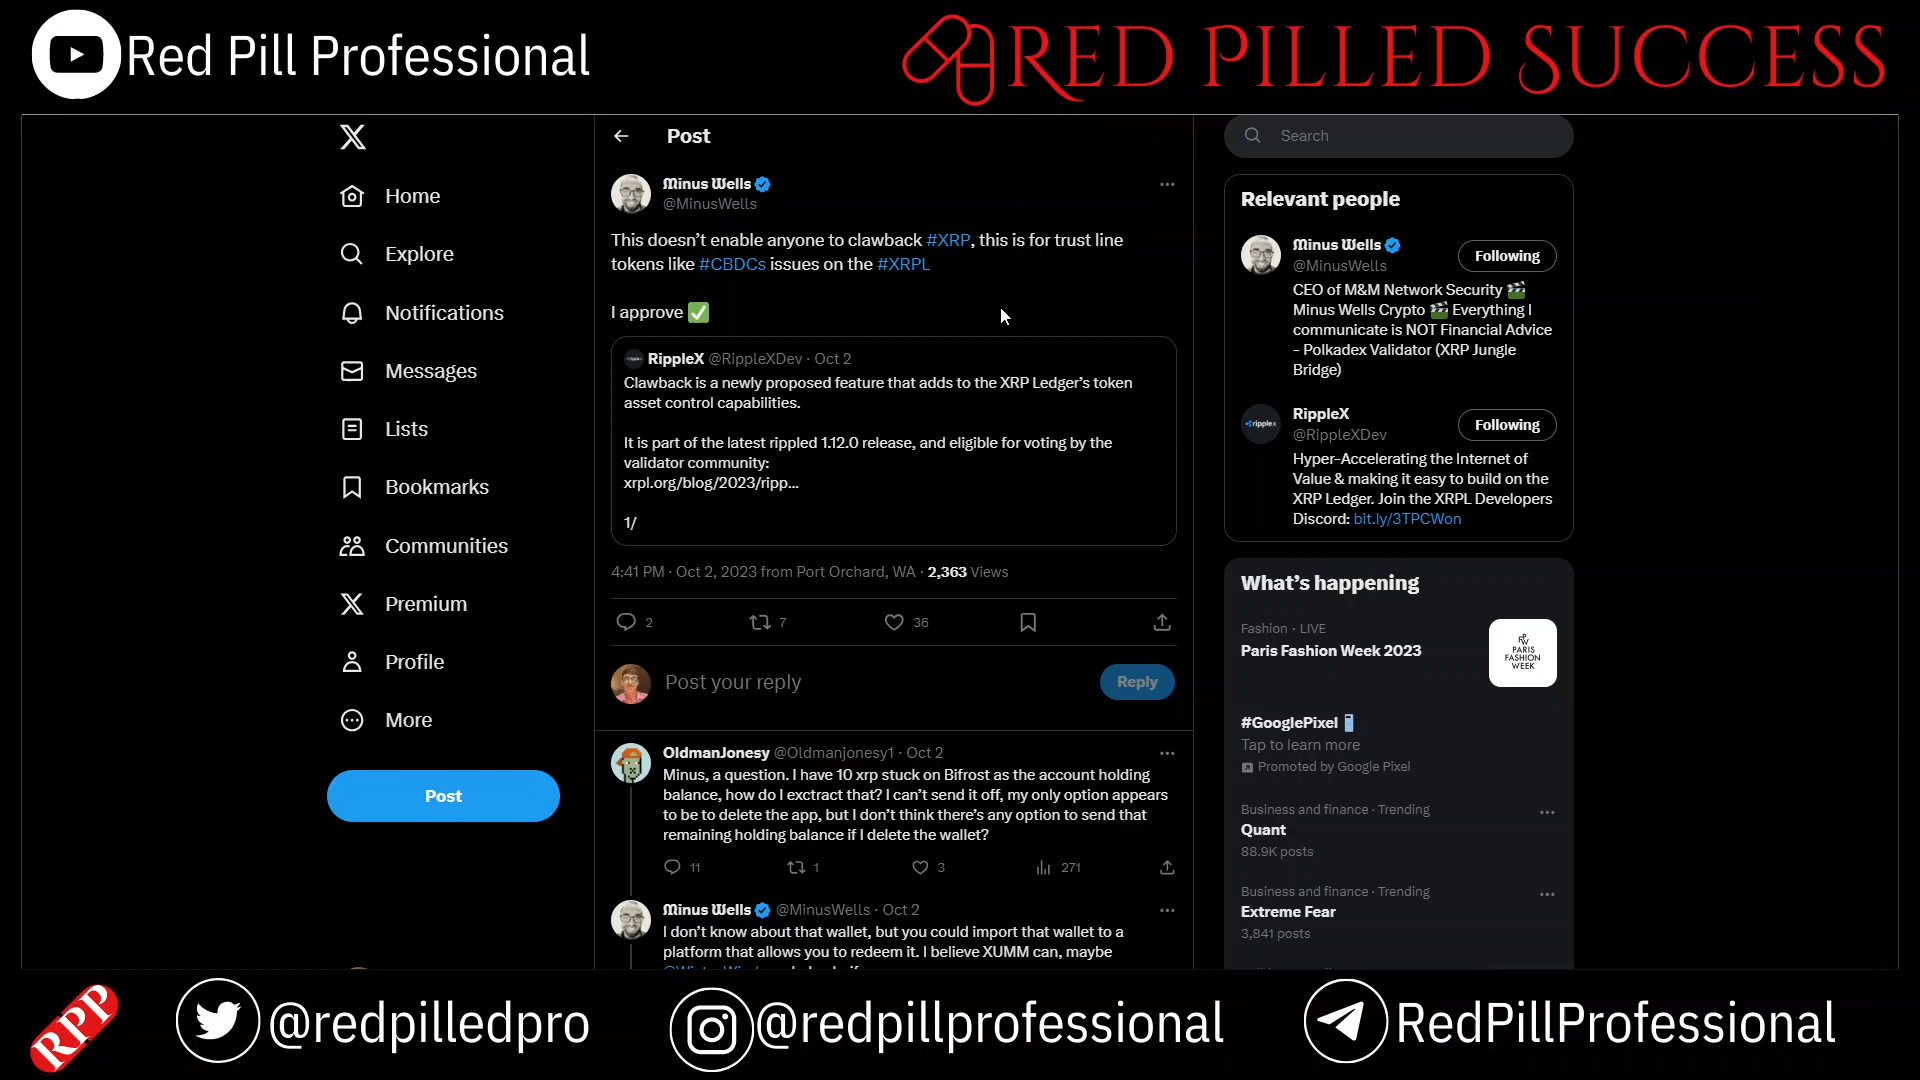 Red Pill Professional
RED PILLED SUCCESS
Home
Explore
Notifications
Messages
Lists
Bookmarks
Communities
Premium
Profile
More
Post
Post
Minus Wells
@MinusWells
This doesn't enable anyone to clawback #XRP, this is for trust line
tokens like #CBDCs issues on the #XRPL
I approve ✅
RippleX @RippleXDev · Oct 2
Clawback is a newly proposed feature that adds to the XRP Ledger's token
asset control capabilities.
It is part of the latest rippled 1.12.0 release, and eligible for voting by the
validator community:
xrpl.org/blog/2023/ripp...
1/
4:41 PM · Oct 2, 2023 from Port Orchard, WA · 2,363 Views
2 7 36
Post your reply
Reply
OldmanJonesy @Oldmanjonesy1 · Oct 2
Minus, a question. I have 10 xrp stuck on Bifrost as the account holding
balance, how do I exctract that? I can't send it off, my only option appears
to be to delete the app, but I don't think there's any option to send that
remaining holding balance if I delete the wallet?
11 1 3 271
Minus Wells @MinusWells · Oct 2
I don't know about that wallet, but you could import that wallet to a
platform that allows you to redeem it. I believe XUMM can, maybe
Search
Relevant people
Minus Wells
@MinusWells
Following
CEO of M&M Network Security 🎬
Minus Wells Crypto 🎬 Everything I
communicate is NOT Financial Advice
- Polkadex Validator (XRP Jungle
Bridge)
ripplex
RippleX
@RippleXDev
Following
Hyper-Accelerating the Internet of
Value & making it easy to build on the
XRP Ledger. Join the XRPL Developers
Discord: bit.ly/3TPCWon
What's happening
Fashion · LIVE
Paris Fashion Week 2023
PARIS
FASHION
WEEK
#GooglePixel
Tap to learn more
Promoted by Google Pixel
Business and finance · Trending
Quant
88.9K posts
Business and finance · Trending
Extreme Fear
3,841 posts
RPP
@redpilledpro
@redpillprofessional
RedPillProfessional